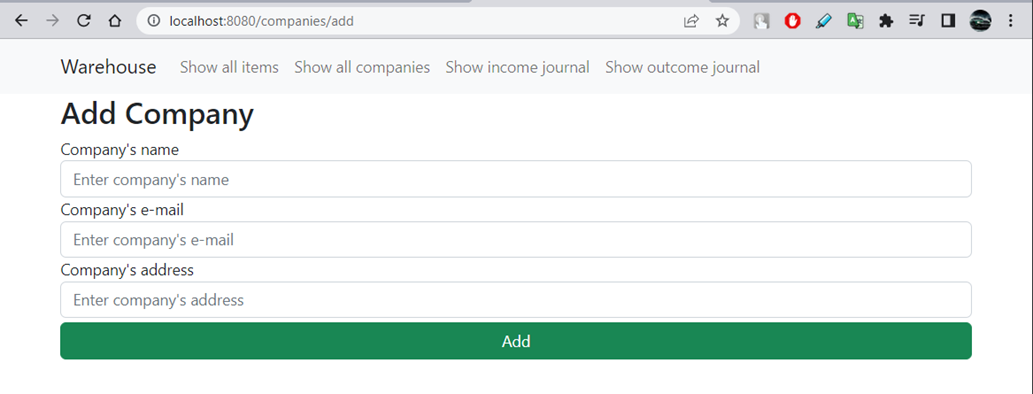 localhost:8080/companies/add
Warehouse Show all items Show all companies Show income journal Show outcome journal
Add Company
Company's name
Enter company's name
Company's e-mail
Enter company's e-mail
Company's address
Enter company's address
Add